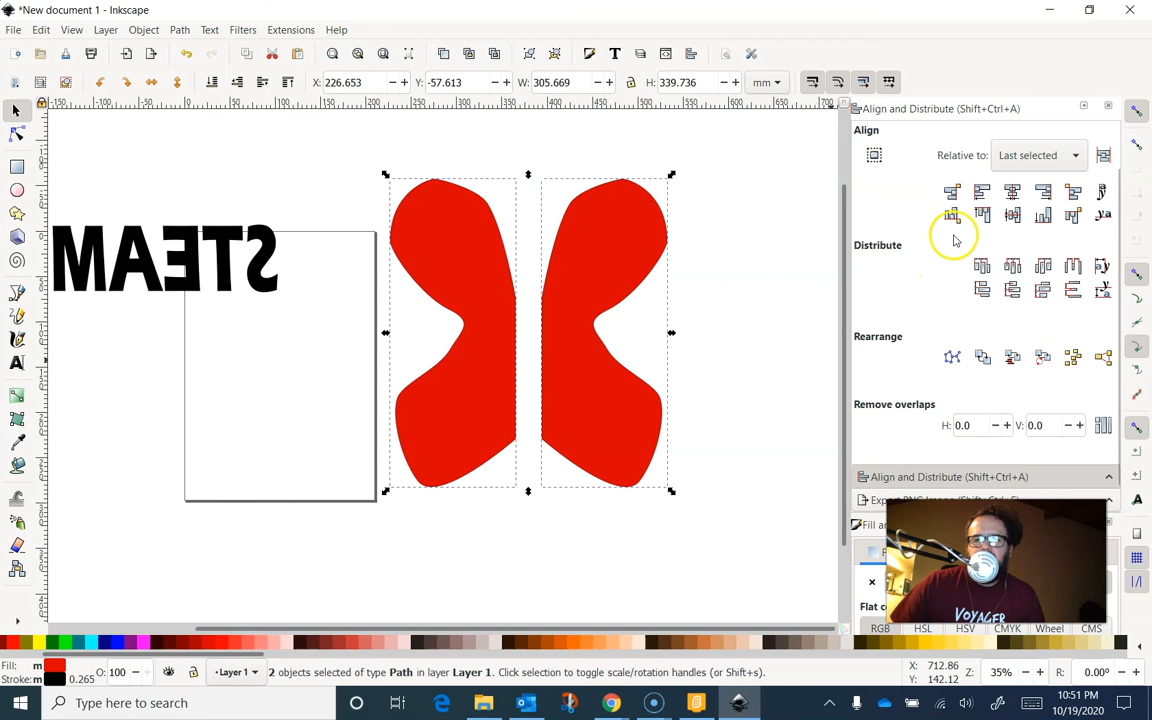 *New document 1 - Inkscape
File Edit View Layer Object Path Text Filters Extensions Help
X: 226.653 - + Y: -57.613 - + W: 305.669 - + H: 339.736 - + mm
Align and Distribute (Shift+Ctrl+A)
Align
Relative to: Last selected
Distribute
Rearrange
Remove overlaps
H: 0.0 - + V: 0.0 - +
Align and Distribute (Shift+Ctrl+A)
Flat
RGB HSL HSV CMYK Wheel CMS
STEAM
VOYAGER
Fill: m
Stroke: m 0.265 O: 100 - + Layer 1 2 objects selected of type Path in layer Layer 1. Click selection to toggle scale/rotation handles (or Shift+s). X: 712.86 Y: 142.12 Z: 35% - + R: 0.00° - +
Type here to search
10:51 PM
10/19/2020